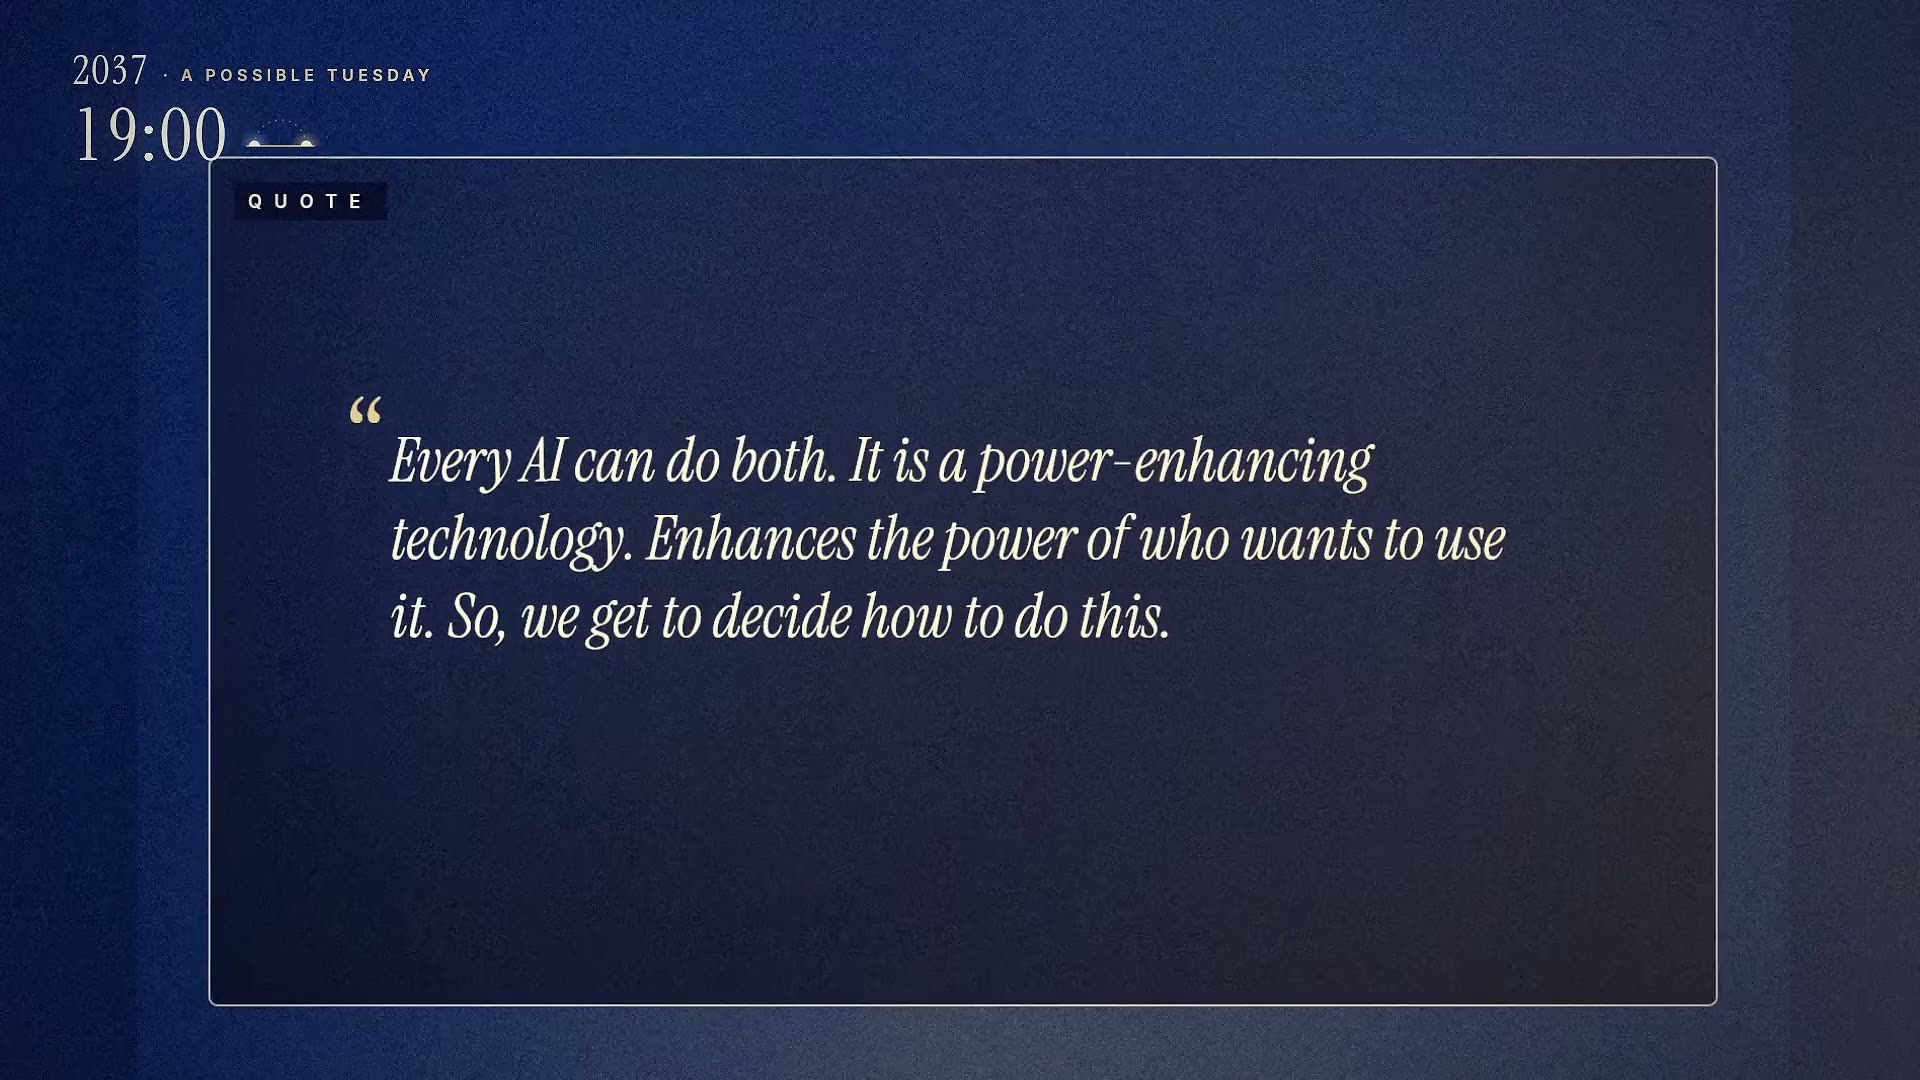 2037 · A POSSIBLE TUESDAY
19:00
QUOTE
“
Every AI can do both. It is a power-enhancing
technology. Enhances the power of who wants to use
it. So, we get to decide how to do this.